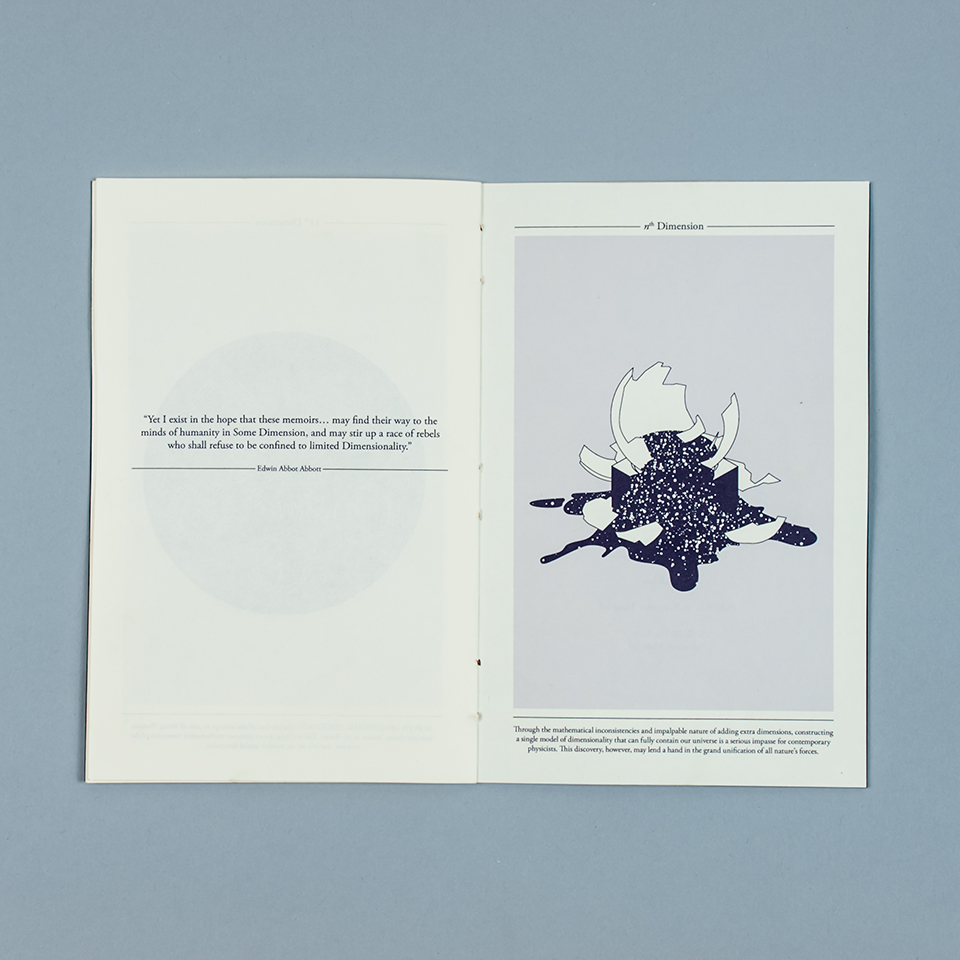 “Yet I exist in the hope that these memoirs… may find their way to the
minds of humanity in Some Dimension, and may stir up a race of rebels
who shall refuse to be confined to limited Dimensionality.”
Edwin Abbot Abbott
nth Dimension
Through the mathematical inconsistencies and impalpable nature of adding extra dimensions, constructing
a single model of dimensionality that can fully contain our universe is a serious impasse for contemporary
physicists. This discovery, however, may lend a hand in the grand unification of all nature’s forces.